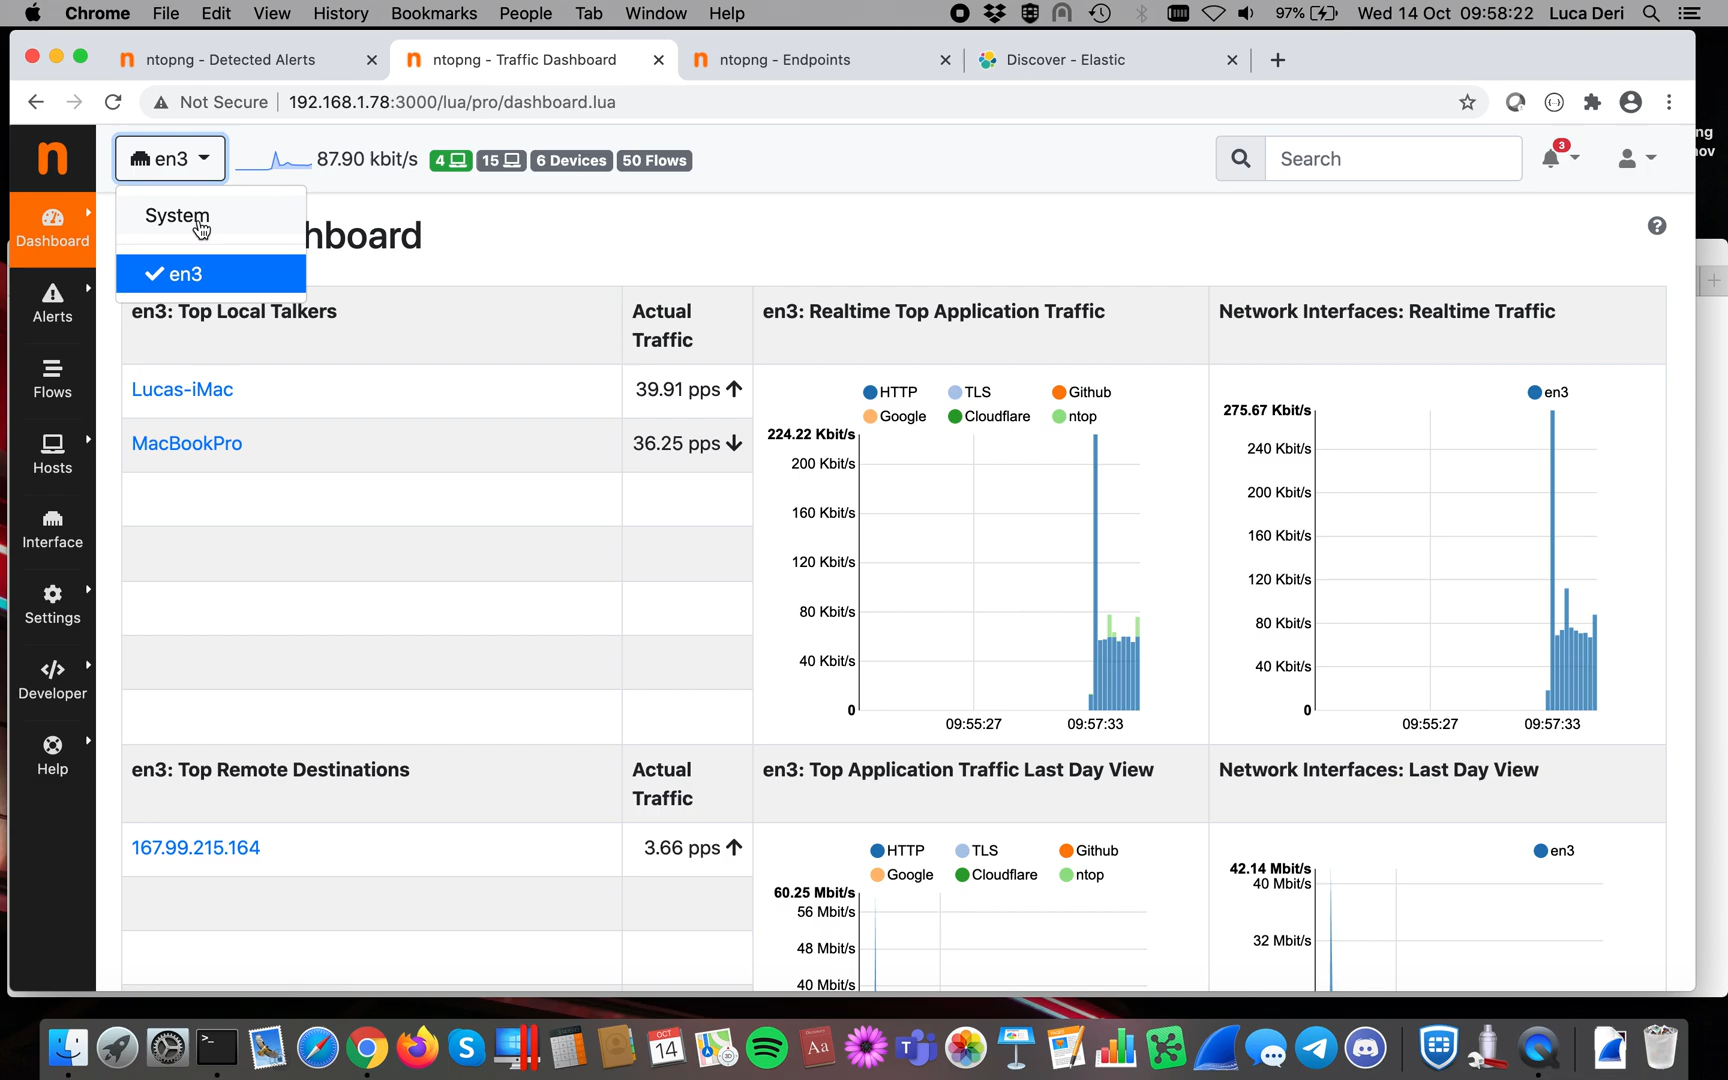 Chrome File Edit View History Bookmarks People Tab Window Help 97% Wed 14 Oct 09:58:22 Luca Deri
ntopng - Detected Alerts ntopng - Traffic Dashboard ntopng - Endpoints Discover - Elastic
Not Secure 192.168.1.78:3000/lua/pro/dashboard.lua
en3 87.90 kbit/s 4 15 6 Devices 50 Flows Search 3
System
en3
hboard
Dashboard
Alerts
Flows
Hosts
Interface
Settings
Developer
Help
en3: Top Local Talkers Actual Traffic
Lucas-iMac 39.91 pps
MacBookPro 36.25 pps
en3: Realtime Top Application Traffic
HTTP TLS Github
Google Cloudflare ntop
224.22 Kbit/s
200 Kbit/s
160 Kbit/s
120 Kbit/s
80 Kbit/s
40 Kbit/s
0
09:55:27 09:57:33
Network Interfaces: Realtime Traffic
en3
275.67 Kbit/s
240 Kbit/s
200 Kbit/s
160 Kbit/s
120 Kbit/s
80 Kbit/s
40 Kbit/s
0
09:55:27 09:57:33
en3: Top Remote Destinations Actual Traffic
167.99.215.164 3.66 pps
en3: Top Application Traffic Last Day View
HTTP TLS Github
Google Cloudflare ntop
60.25 Mbit/s
56 Mbit/s
48 Mbit/s
40 Mbit/s
Network Interfaces: Last Day View
en3
42.14 Mbit/s
40 Mbit/s
32 Mbit/s
ng
ov
OCT
14
Aa
3D